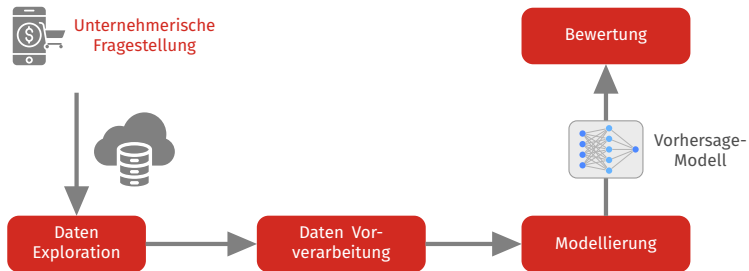 Unternehmerische
Fragestellung
Bewertung
Vorhersage-
Modell
Daten
Exploration
Daten Vor-
verarbeitung
Modellierung